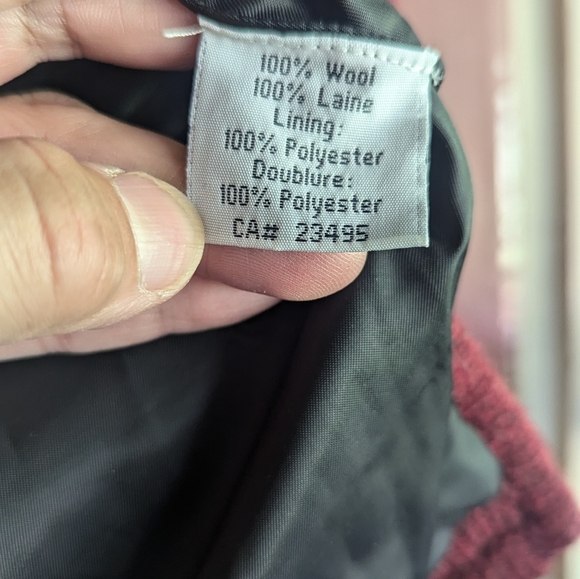 100% Wool
100% Laine
Lining:
100% Polyester
Doublure:
100% Polyester
CA# 23495